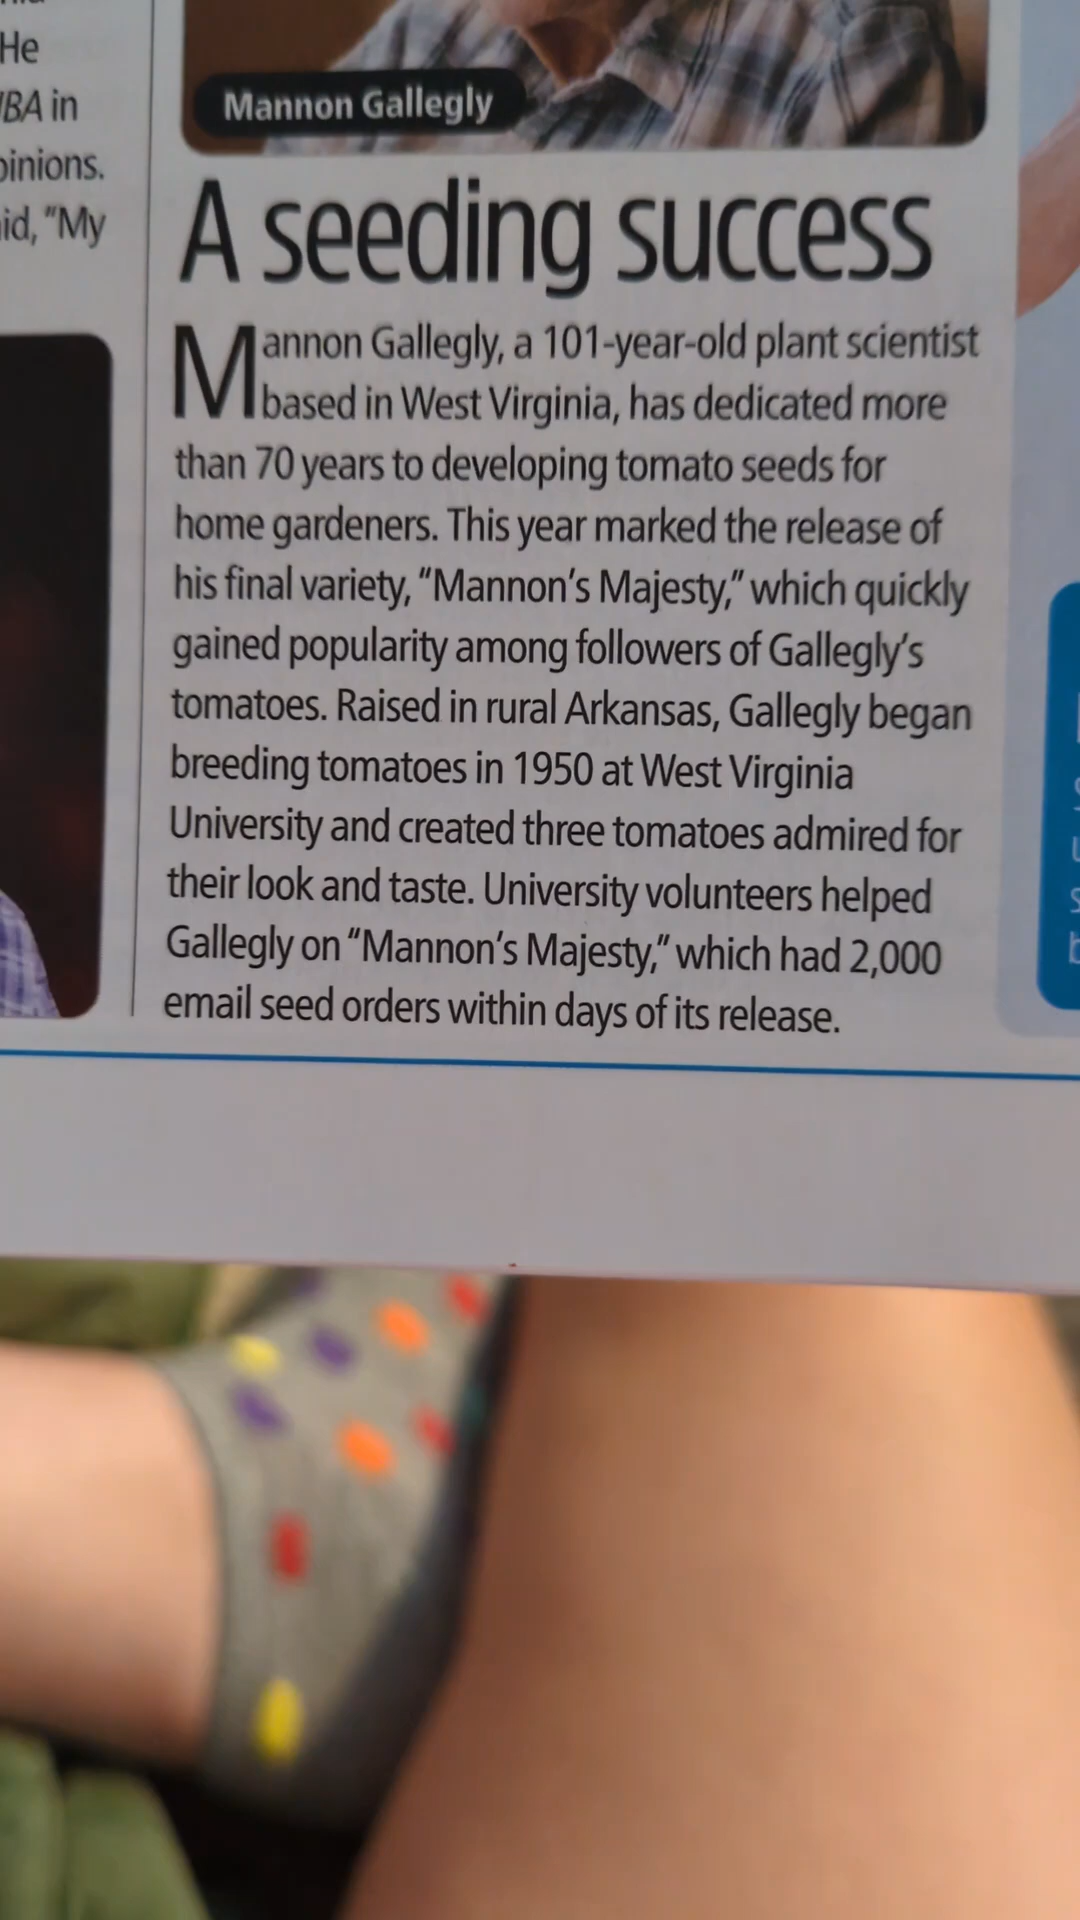 He
BA in
pinions.
id, "My
Mannon Gallegly
A seeding success
Mannon Gallegly, a 101-year-old plant scientist
based in West Virginia, has dedicated more
than 70 years to developing tomato seeds for
home gardeners. This year marked the release of
his final variety, "Mannon's Majesty," which quickly
gained popularity among followers of Gallegly's
tomatoes. Raised in rural Arkansas, Gallegly began
breeding tomatoes in 1950 at West Virginia
University and created three tomatoes admired for
their look and taste. University volunteers helped
Gallegly on "Mannon's Majesty," which had 2,000
email seed orders within days of its release.